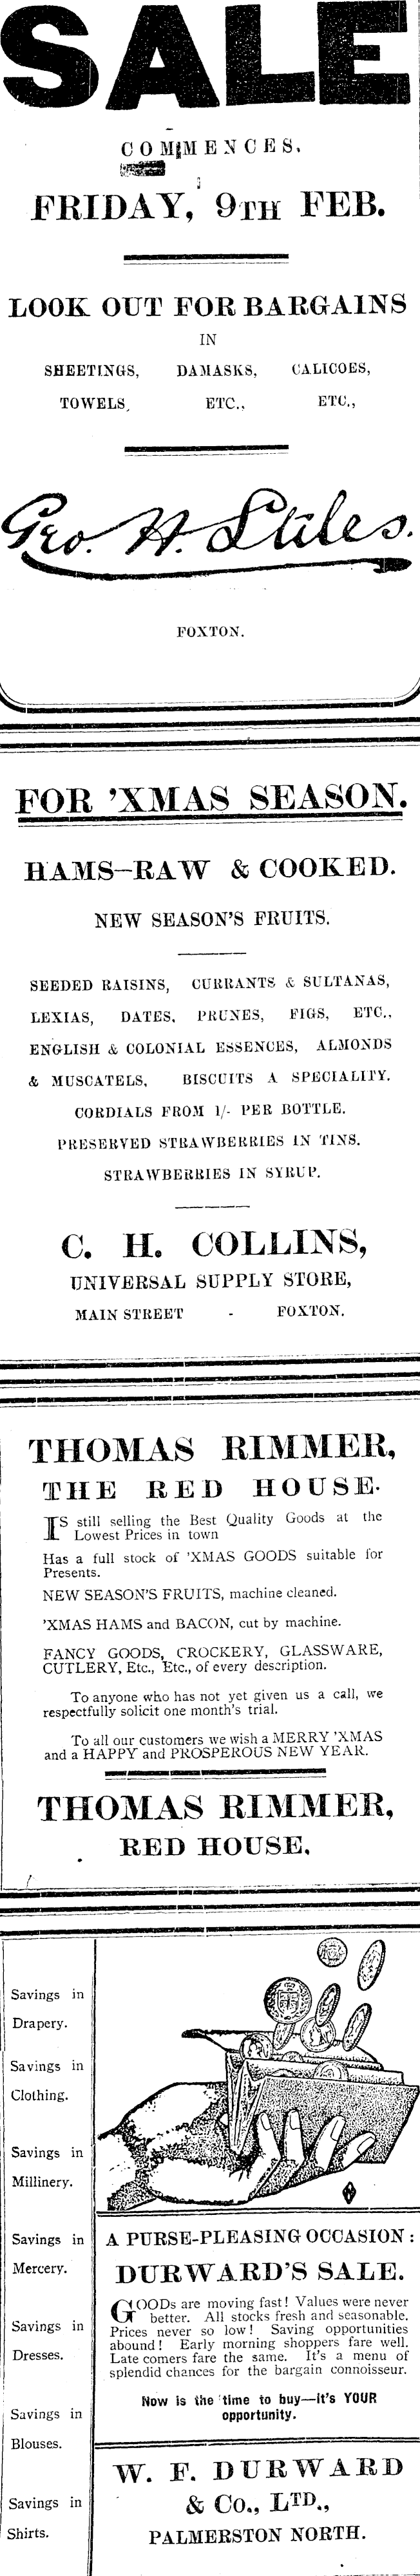 SALE
COMMENCES,
FRIDAY, 9TH FEB.
LOOK OUT FOR BARGAINS
IN
SHEETINGS, DAMASKS, CALICOES,
TOWELS, ETC., ETC.,
Geo. H. Stiles.
FOXTON.
FOR 'XMAS SEASON.
HAMS—RAW & COOKED.
NEW SEASON'S FRUITS.
SEEDED RAISINS, CURRANTS & SULTANAS,
LEXIAS, DATES, PRUNES, FIGS, ETC.,
ENGLISH & COLONIAL ESSENCES, ALMONDS
& MUSCATELS, BISCUITS A SPECIALITY.
CORDIALS FROM 1/- PER BOTTLE.
PRESERVED STRAWBERRIES IN TINS.
STRAWBERRIES IN SYRUP.
C. H. COLLINS,
UNIVERSAL SUPPLY STORE,
MAIN STREET - FOXTON.
THOMAS RIMMER,
THE RED HOUSE.
IS still selling the Best Quality Goods at the
Lowest Prices in town
Has a full stock of 'XMAS GOODS suitable for
Presents.
NEW SEASON'S FRUITS, machine cleaned.
'XMAS HAMS and BACON, cut by machine.
FANCY GOODS, CROCKERY, GLASSWARE,
CUTLERY, Etc., Etc., of every description.
To anyone who has not yet given us a call, we
respectfully solicit one month's trial.
To all our customers we wish a MERRY 'XMAS
and a HAPPY and PROSPEROUS NEW YEAR.
THOMAS RIMMER,
RED HOUSE.
Savings in
Drapery.
Savings in
Clothing.
Savings in
Millinery.
Savings in
Mercery.
Savings in
Dresses.
Savings in
Blouses.
Savings in
Shirts.
A PURSE-PLEASING OCCASION:
DURWARD'S SALE.
GOODs are moving fast! Values were never
better. All stocks fresh and seasonable.
Prices never so low! Saving opportunities
abound! Early morning shoppers fare well.
Late comers fare the same. It's a menu of
splendid chances for the bargain connoisseur.
Now is the time to buy—it's YOUR
opportunity.
W. F. DURWARD
& Co., LTD.,
PALMERSTON NORTH.